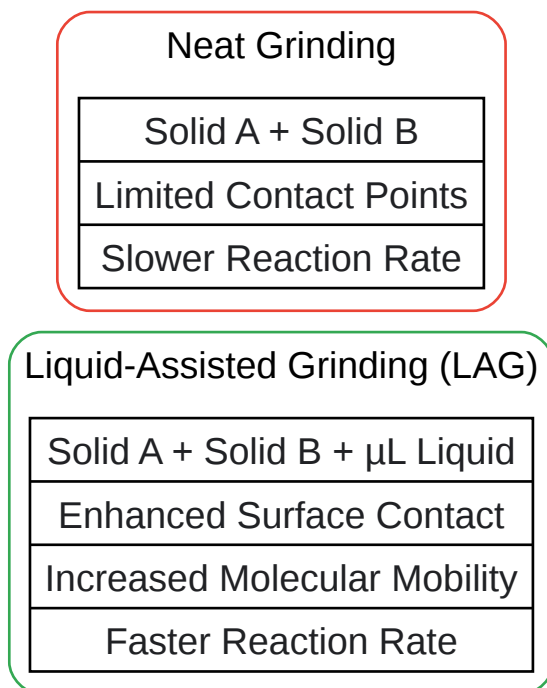 Neat Grinding
Solid A + Solid B
Limited Contact Points
Slower Reaction Rate
Liquid-Assisted Grinding (LAG)
Solid A + Solid B + µL Liquid
Enhanced Surface Contact
Increased Molecular Mobility
Faster Reaction Rate